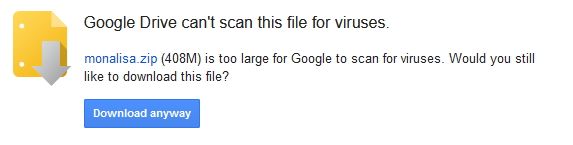 Google Drive can't scan this file for viruses.
monalisa.zip (408M) is too large for Google to scan for viruses. Would you still
like to download this file?
Download anyway